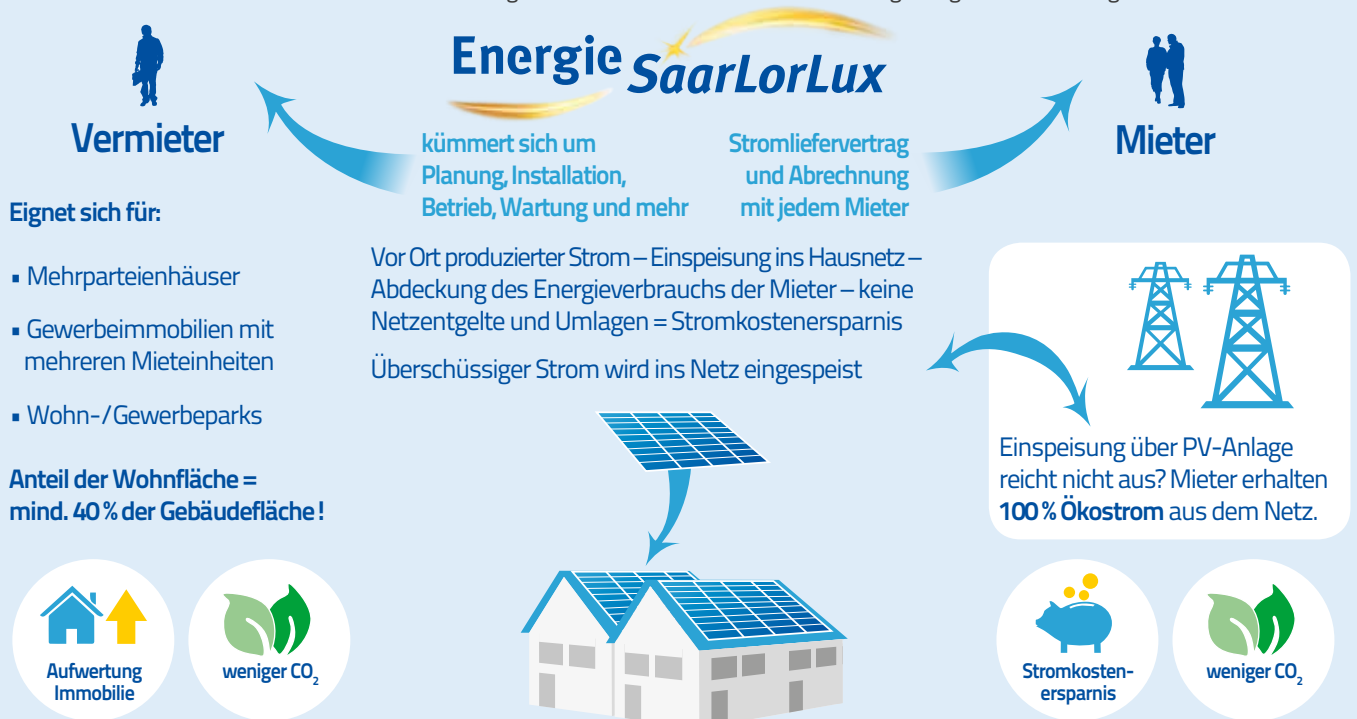 Energie SaarLorLux
Vermieter
kümmert sich um
Planung, Installation,
Betrieb, Wartung und mehr
Stromliefervertrag
und Abrechnung
mit jedem Mieter
Mieter
Eignet sich für:
▪ Mehrparteienhäuser
▪ Gewerbeimmobilien mit
mehreren Mieteinheiten
▪ Wohn-/Gewerbeparks
Anteil der Wohnfläche =
mind. 40 % der Gebäudefläche !
Vor Ort produzierter Strom – Einspeisung ins Hausnetz –
Abdeckung des Energieverbrauchs der Mieter – keine
Netzentgelte und Umlagen = Stromkostenersparnis
Überschüssiger Strom wird ins Netz eingespeist
Einspeisung über PV-Anlage
reicht nicht aus? Mieter erhalten
100 % Ökostrom aus dem Netz.
Aufwertung
Immobilie
weniger CO₂
Stromkosten-
ersparnis
weniger CO₂